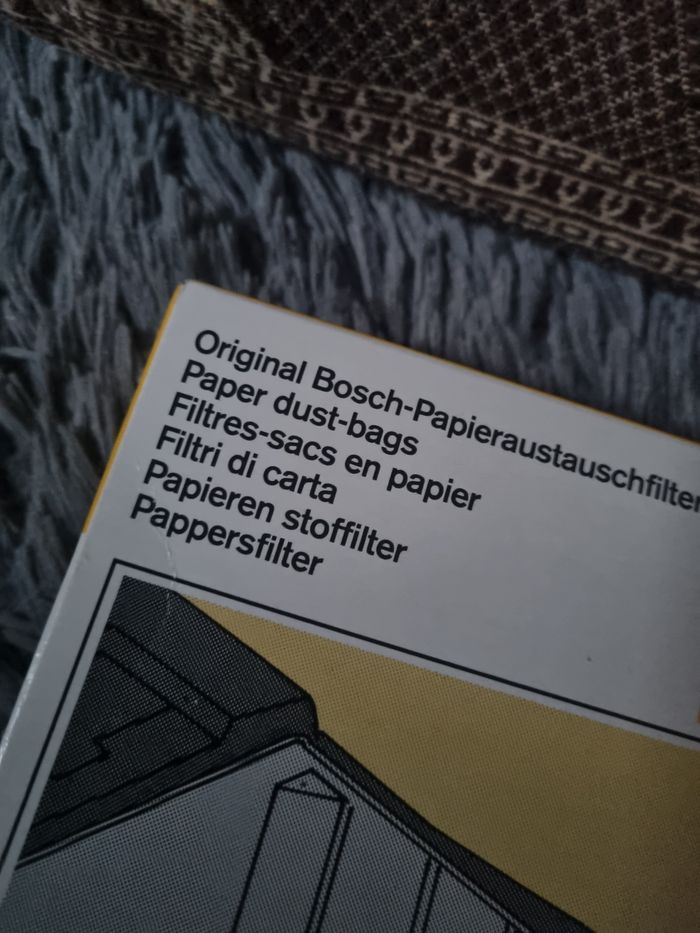 Original Bosch-Papieraustauschfilter
Paper dust-bags
Filtres-sacs en papier
Filtri di carta
Papieren stoffilter
Pappersfilter